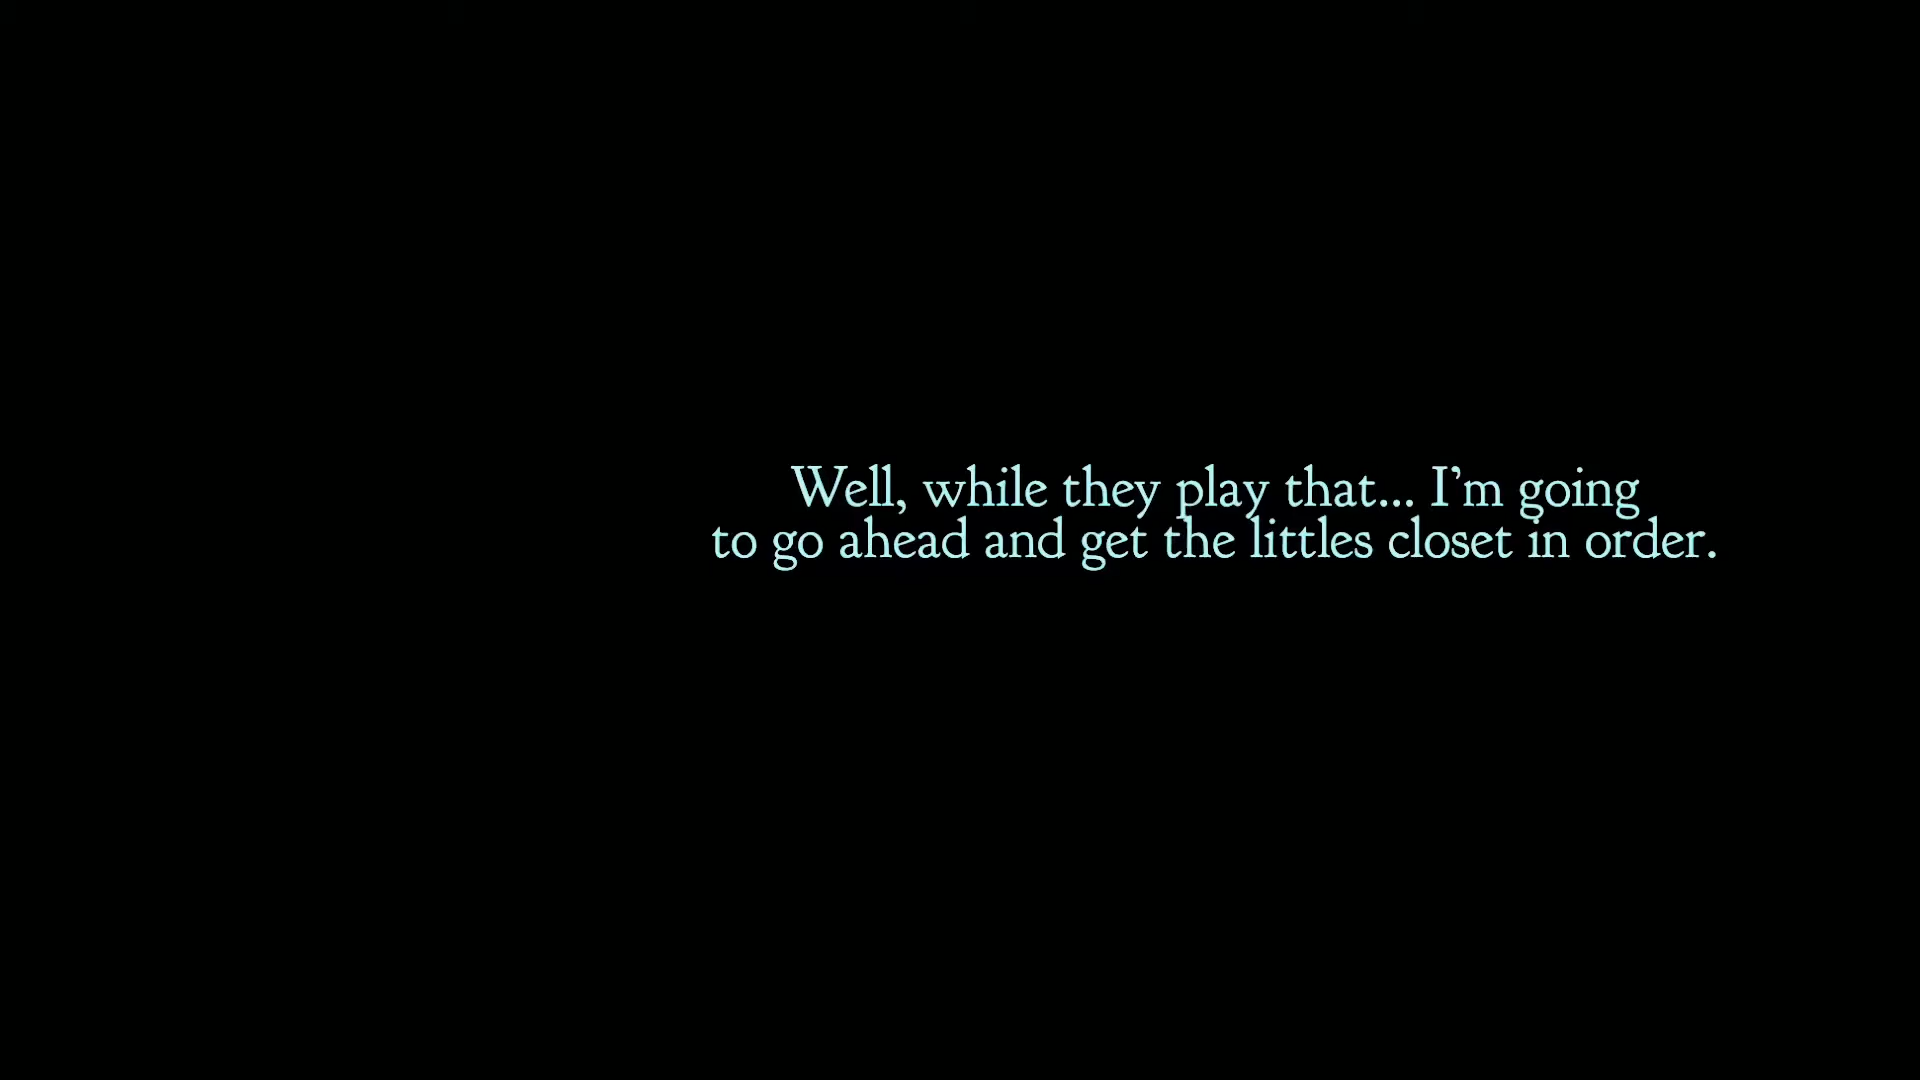 Well, while they play that... I’m going
to go ahead and get the littles closet in order.